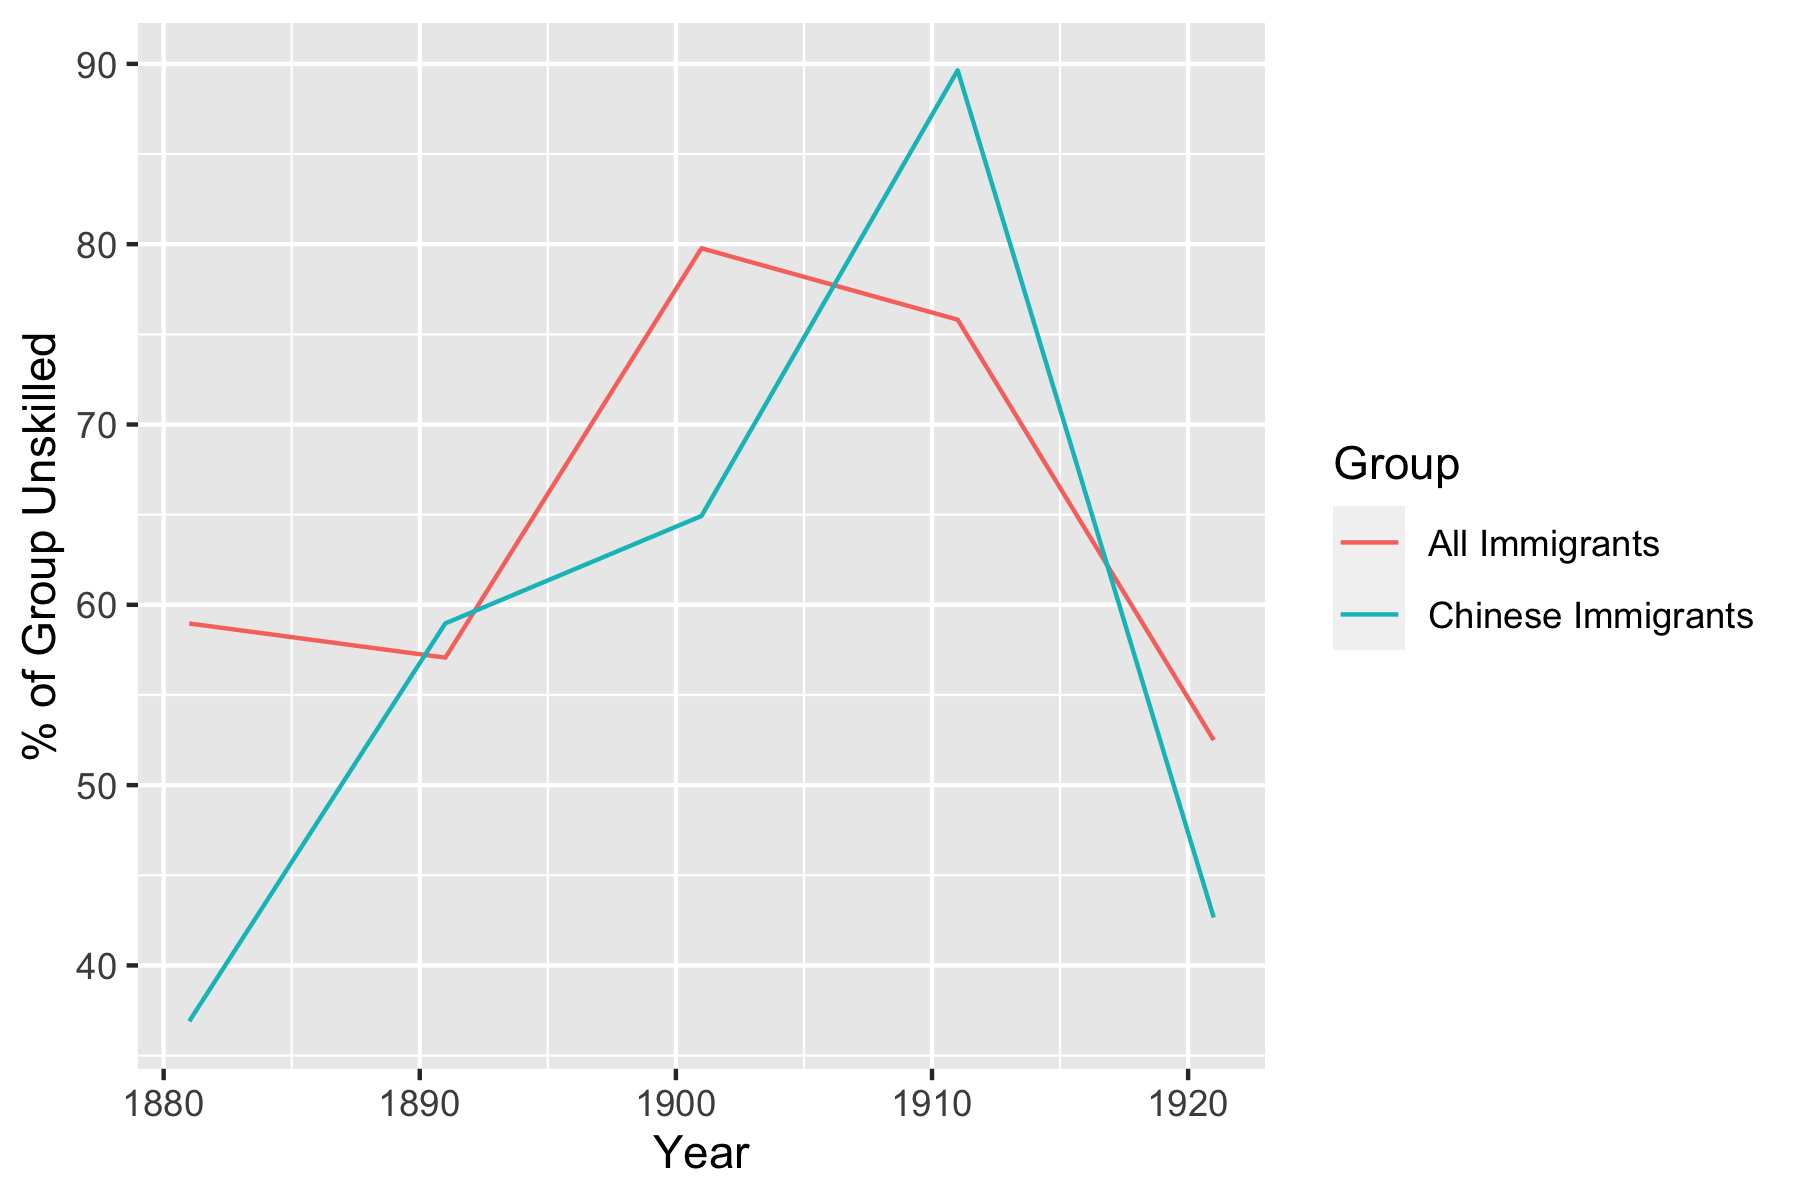 % of Group Unskilled
90
80
70
60
50
40
1880 1890 1900 1910 1920
Year
Group
All Immigrants
Chinese Immigrants